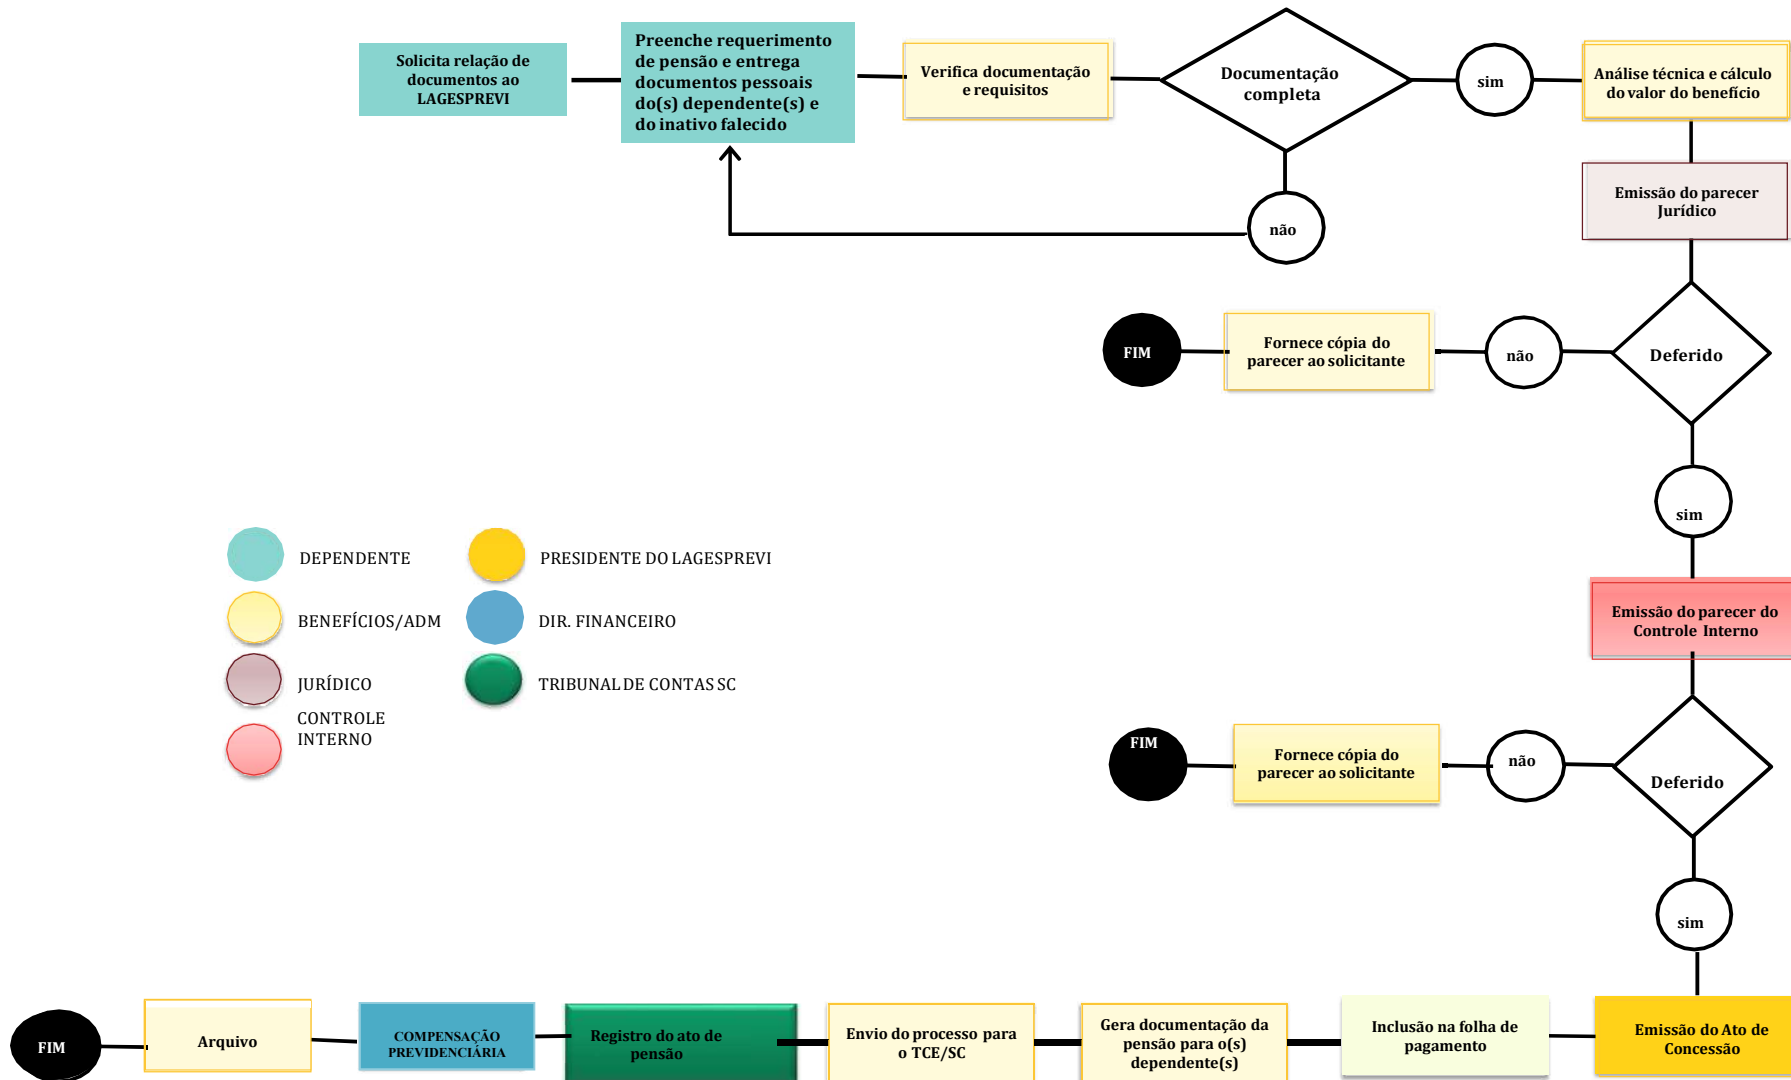 Solicita relação de
documentos ao
LAGESPREVI
Preenche requerimento
de pensão e entrega
documentos pessoais
do(s) dependente(s) e
do inativo falecido
Verifica documentação
e requisitos
Documentação
completa
sim
Análise técnica e cálculo
do valor do benefício
não
Emissão do parecer
Jurídico
FIM
Fornece cópia do
parecer ao solicitante
não
Deferido
sim
DEPENDENTE
PRESIDENTE DO LAGESPREVI
BENEFÍCIOS/ADM
DIR. FINANCEIRO
JURÍDICO
TRIBUNAL DE CONTAS SC
CONTROLE
INTERNO
Emissão do parecer do
Controle Interno
FIM
Fornece cópia do
parecer ao solicitante
não
Deferido
sim
FIM
Arquivo
COMPENSAÇÃO
PREVIDENCIÁRIA
Registro do ato de
pensão
Envio do processo para
o TCE/SC
Gera documentação da
pensão para o(s)
dependente(s)
Inclusão na folha de
pagamento
Emissão do Ato de
Concessão